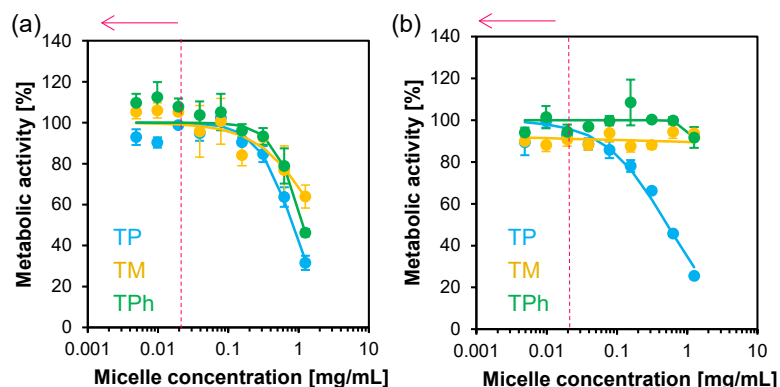 (a)
Metabolic activity [%]
140
120
100
80
60
40
20
0
TP
TM
TPh
0.001
0.01
0.1
1
10
Micelle concentration [mg/mL]
(b)
Metabolic activity [%]
140
120
100
80
60
40
20
0
TP
TM
TPh
0.001
0.01
0.1
1
10
Micelle concentration [mg/mL]